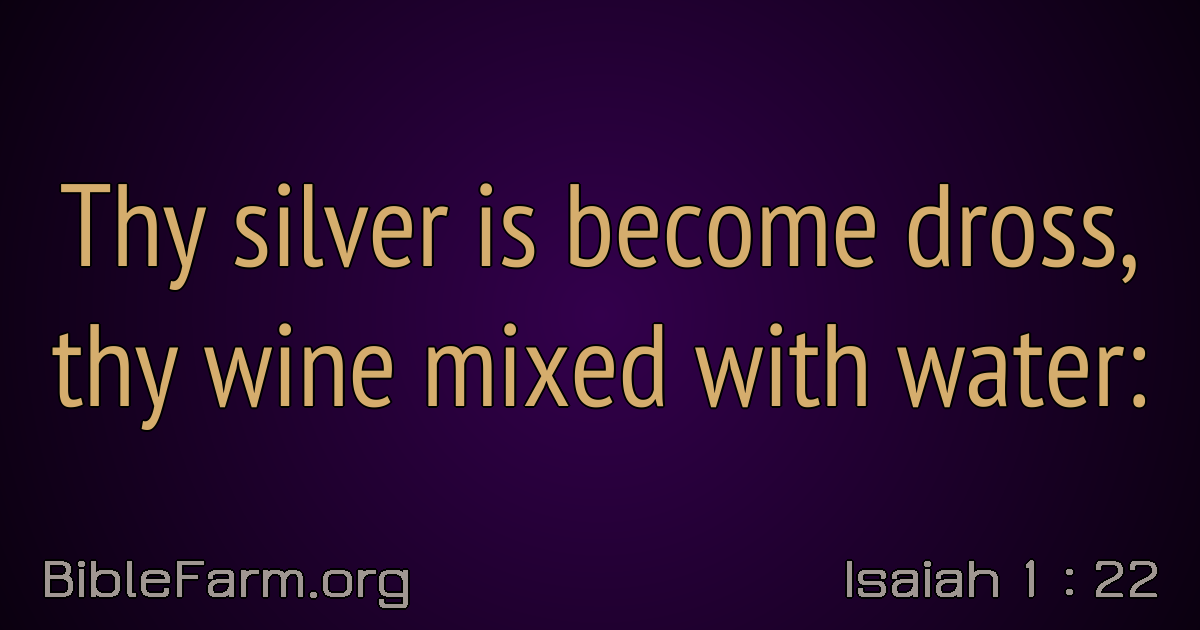 Thy silver is become dross,
thy wine mixed with water:
BibleFarm.org
Isaiah 1 : 22